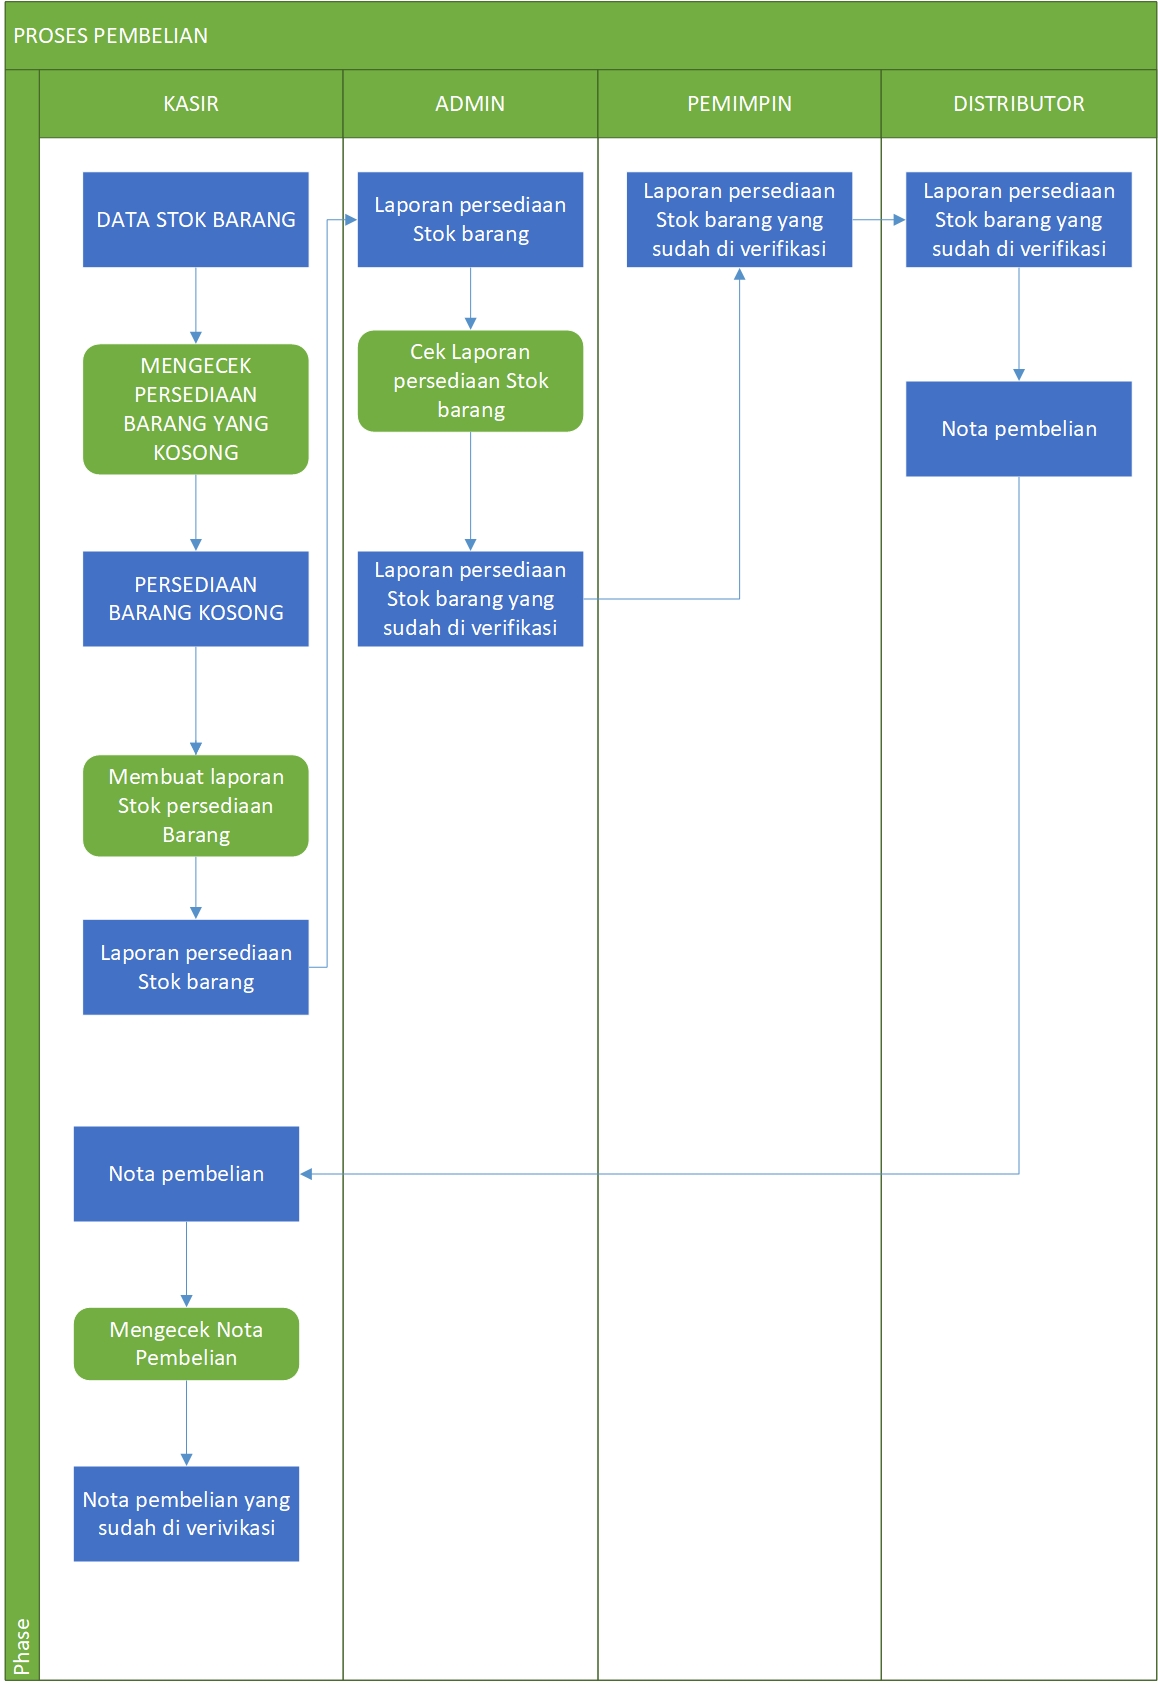 PROSES PEMBELIAN
KASIR
ADMIN
PEMIMPIN
DISTRIBUTOR
DATA STOK BARANG
MENGECEK
PERSEDIAAN
BARANG YANG
KOSONG
PERSEDIAAN
BARANG KOSONG
Membuat laporan
Stok persediaan
Barang
Laporan persediaan
Stok barang
Nota pembelian
Mengecek Nota
Pembelian
Nota pembelian yang
sudah di verivikasi
Laporan persediaan
Stok barang
Cek Laporan
persediaan Stok
barang
Laporan persediaan
Stok barang yang
sudah di verifikasi
Laporan persediaan
Stok barang yang
sudah di verifikasi
Laporan persediaan
Stok barang yang
sudah di verifikasi
Nota pembelian
Phase